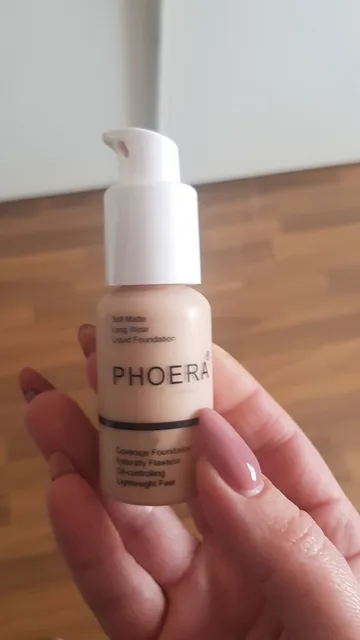 Soft Matte
Long Wear
Liquid Foundation
PHOERA®
Coverage Foundation
Naturally Flawless
Oil-controlling
Lightweight Feel